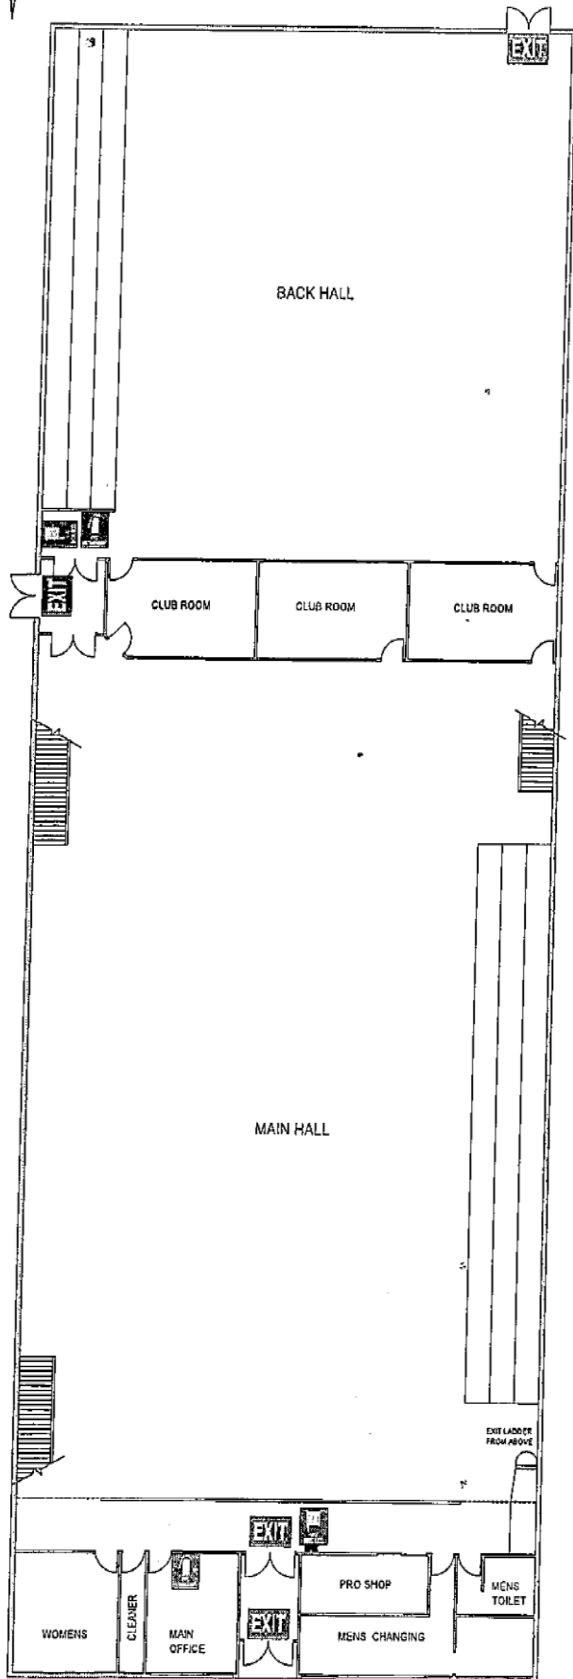 EXIT
BACK HALL
EXIT
CLUB ROOM
CLUB ROOM
CLUB ROOM
MAIN HALL
EXIT LADDER
FROM ABOVE
EXIT
PRO SHOP
MENS
TOILET
WOMENS
CLEANER
MAIN
OFFICE
EXIT
MENS CHANGING